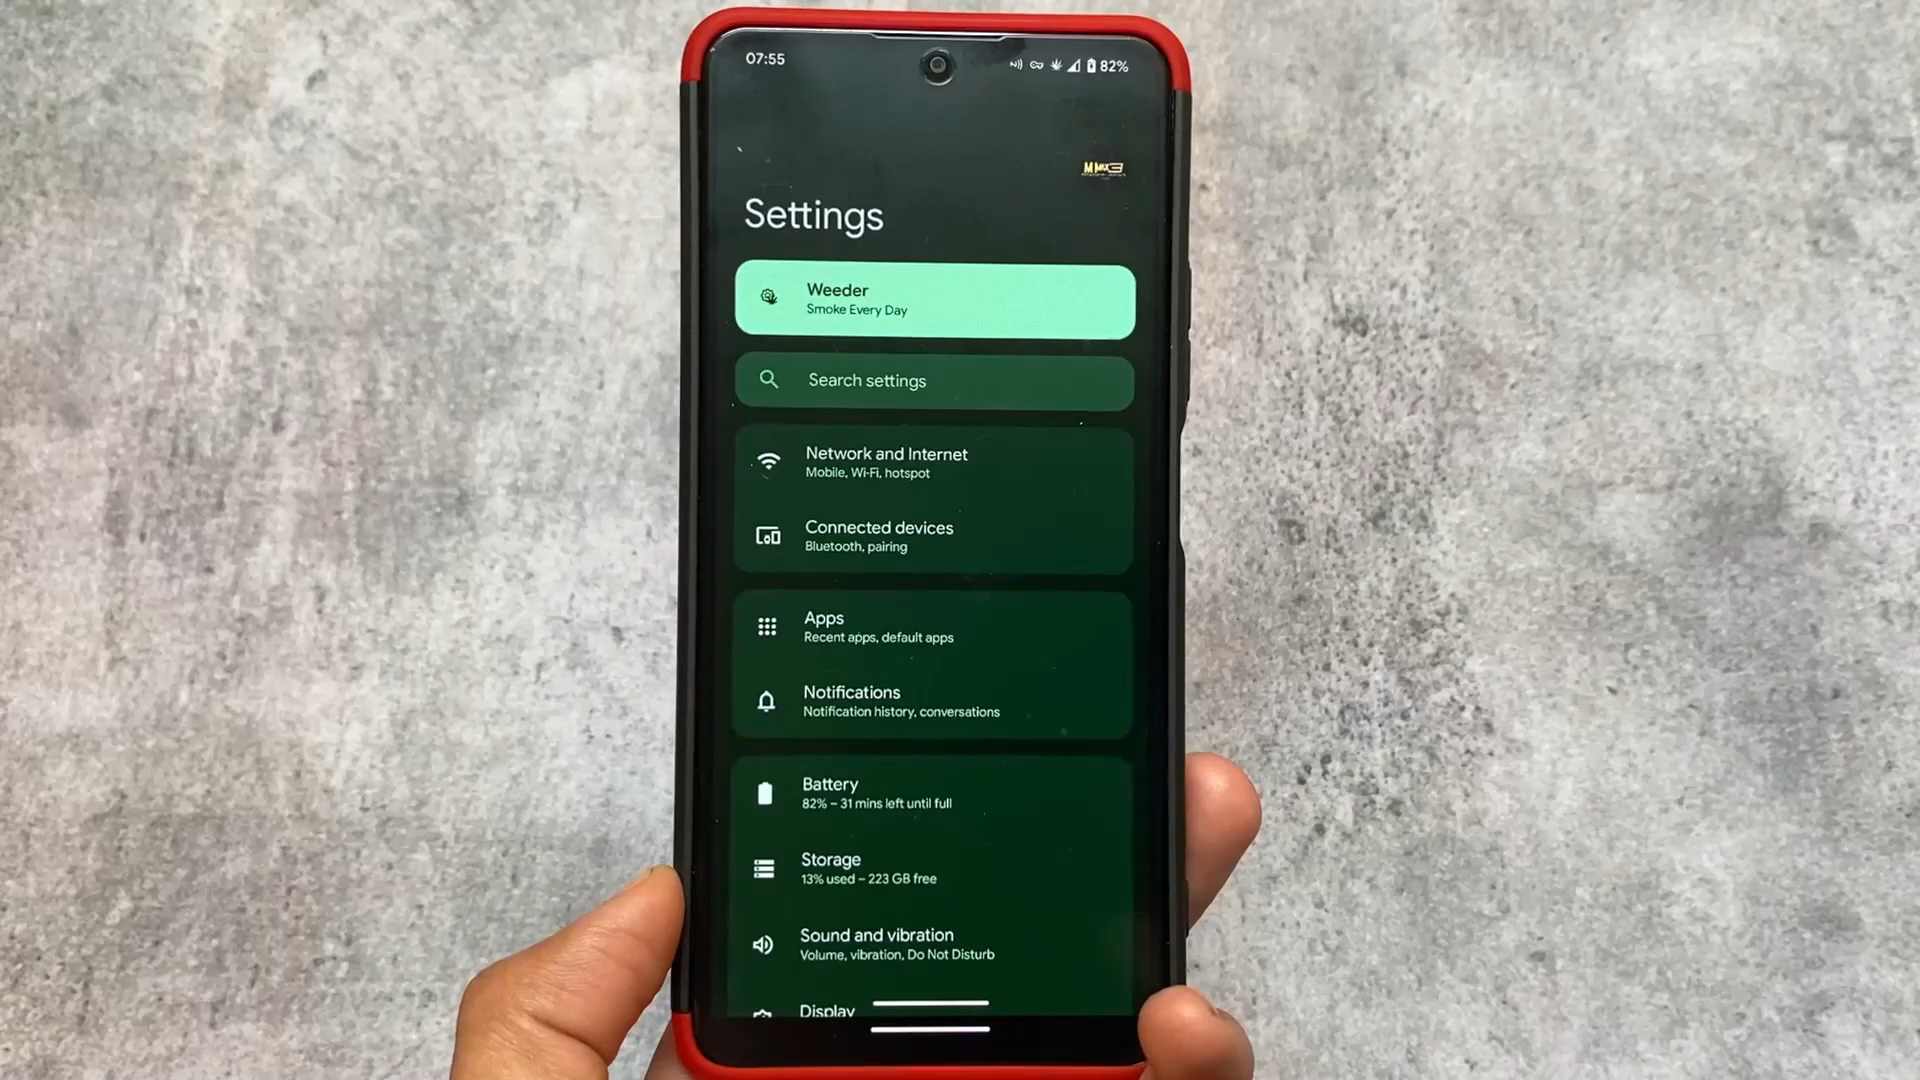 07:55
82%
Settings
Weeder
Smoke Every Day
Search settings
Network and Internet
Mobile, Wi-Fi, hotspot
Connected devices
Bluetooth, pairing
Apps
Recent apps, default apps
Notifications
Notification history, conversations
Battery
82% – 31 mins left until full
Storage
13% used – 223 GB free
Sound and vibration
Volume, vibration, Do Not Disturb
Display